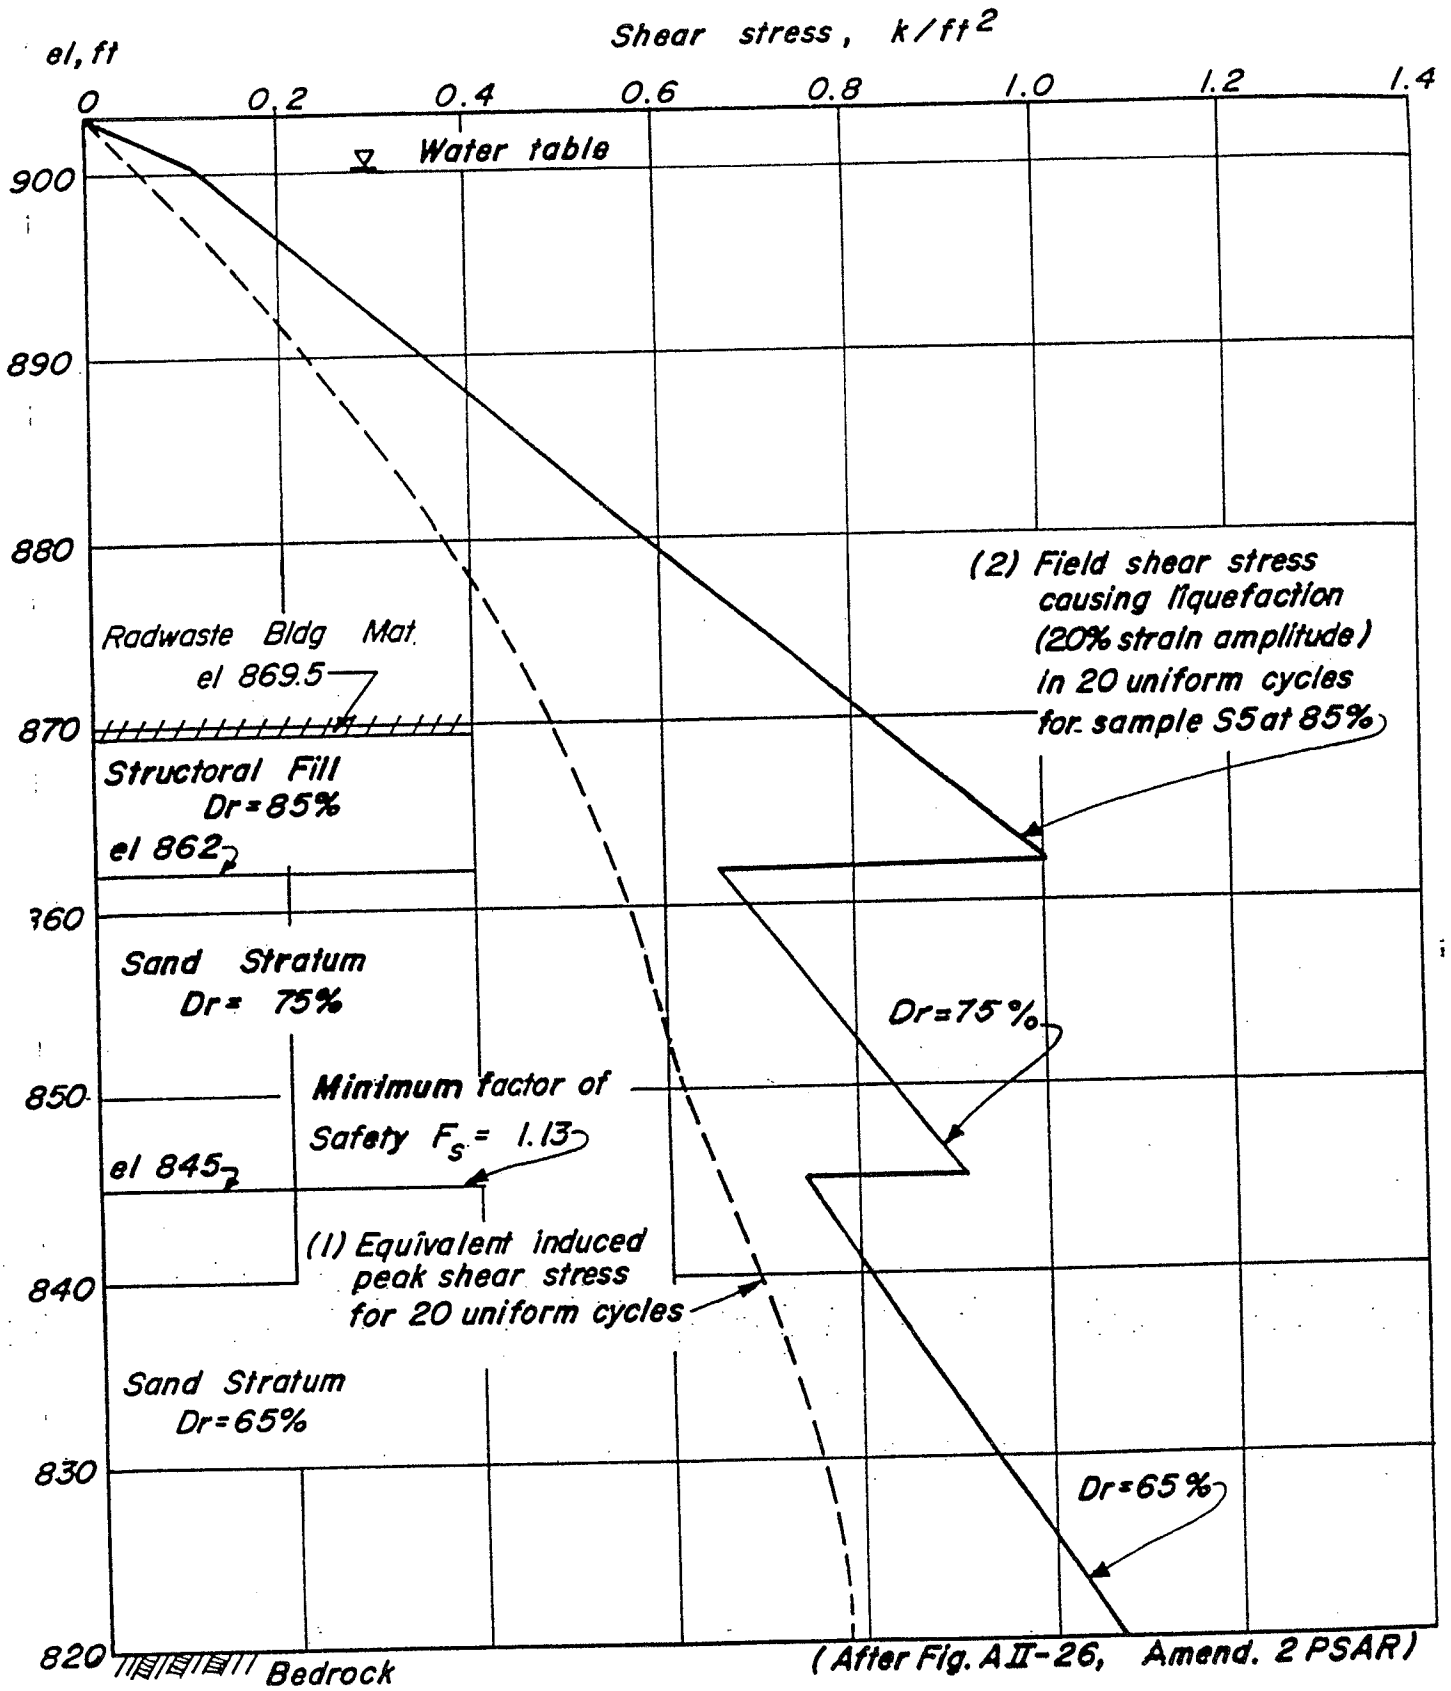 Shear stress, k/ft2
el, ft
0 0.2 0.4 0.6 0.8 1.0 1.2 1.4
Water table
900
890
880
(2) Field shear stress
causing liquefaction
(20% strain amplitude)
in 20 uniform cycles
for sample S5 at 85%
Radwaste Bldg Mat.
el 869.5
870
Structoral Fill
Dr=85%
el 862
860
Sand Stratum
Dr= 75%
Dr=75%
850
Minimum factor of
Safety Fs= 1.13
el 845
(1) Equivalent induced
peak shear stress
for 20 uniform cycles
840
Sand Stratum
Dr=65%
830
Dr=65%
820
Bedrock
(After Fig. A II-26, Amend. 2 PSAR)